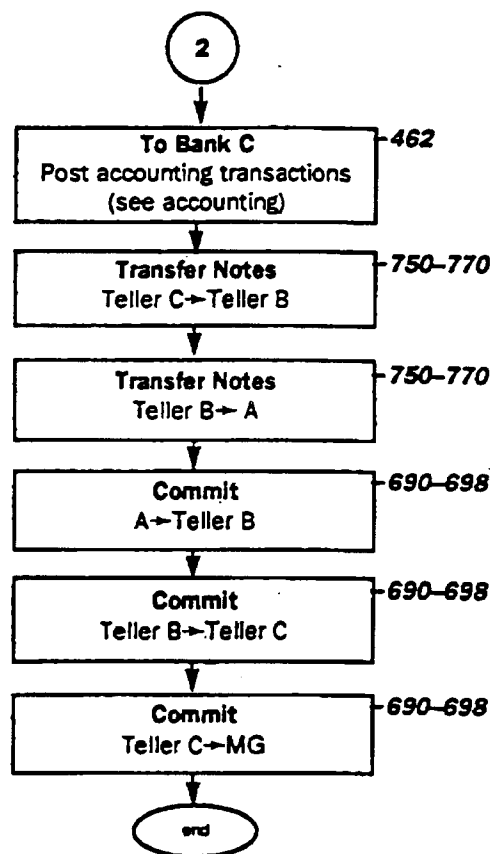 2
To Bank C
462
Post accounting transactions
(see accounting)
Transfer Notes
750–770
Teller C→Teller B
Transfer Notes
750–770
Teller B→ A
Commit
690–698
A→Teller B
Commit
690–698
Teller B→Teller C
Commit
690–698
Teller C→MG
end